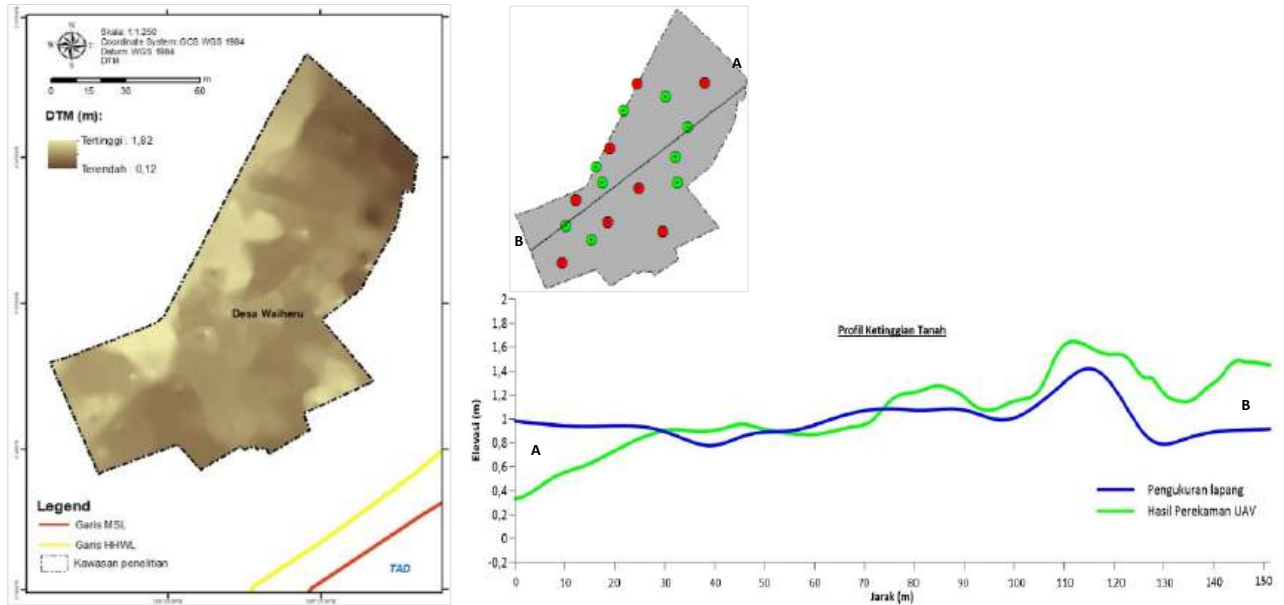 N
W
S
Skala: 1:1.250
Coordinate System: GCS WGS 1984
Datum: WGS 1984
DTM
0 15 30 60 m
DTM (m):
Tertinggi : 1,82
Terendah : 0,12
Desa Waiheru
Legend
Garis MSL
Garis HHWL
Kawasan penelitian
TAD
A
B
Profil Ketinggian Tanah
Elevasi (m)
2
1,8
1,6
1,4
1,2
1
0,8
0,6
0,4
0,2
0
-0,2
A
B
Pengukuran lapang
Hasil Perekaman UAV
0 10 20 30 40 50 60 70 80 90 100 110 120 130 140 150
Jarak (m)